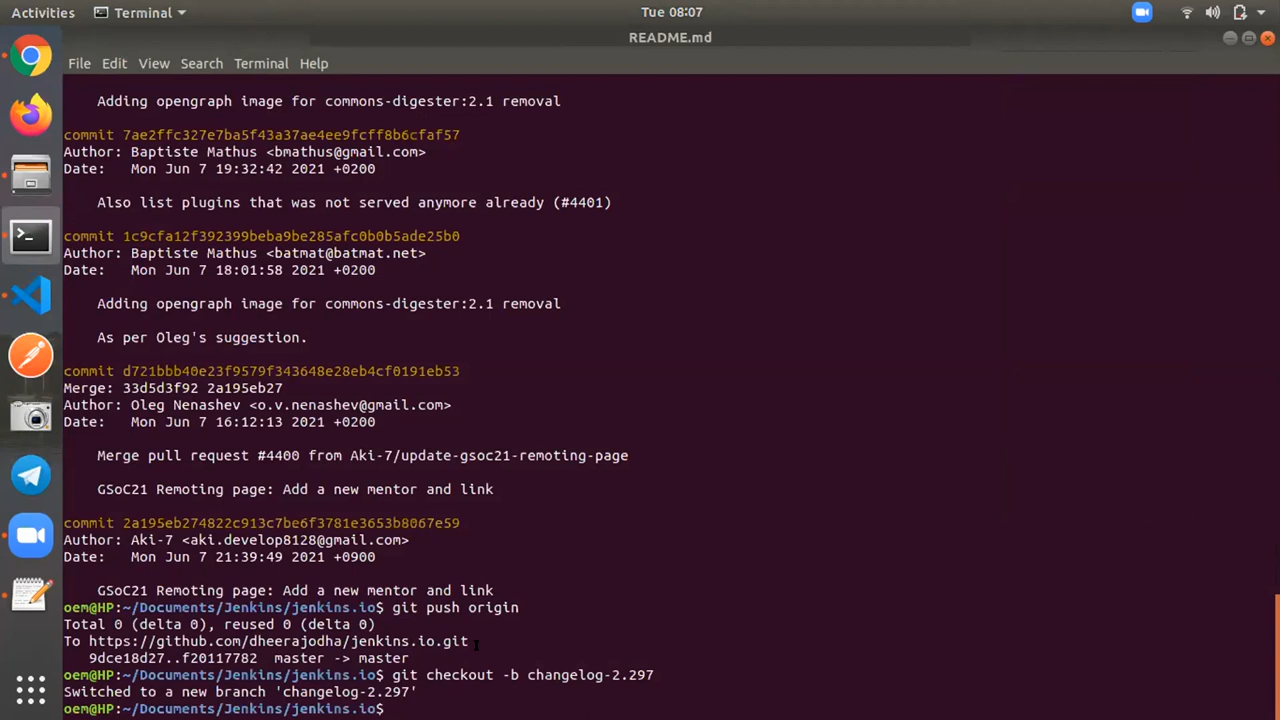 Activities
Terminal
Tue 08:07
README.md
File Edit View Search Terminal Help
Adding opengraph image for commons-digester:2.1 removal
commit 7ae2ffc327e7ba5f43a37ae4ee9fcff8b6cfaf57
Author: Baptiste Mathus <bmathus@gmail.com>
Date:   Mon Jun 7 19:32:42 2021 +0200
Also list plugins that was not served anymore already (#4401)
commit 1c9cfa12f392399beba9be285afc0b0b5ade25b0
Author: Baptiste Mathus <batmat@batmat.net>
Date:   Mon Jun 7 18:01:58 2021 +0200
Adding opengraph image for commons-digester:2.1 removal
As per Oleg's suggestion.
commit d721bbb40e23f9579f343648e28eb4cf0191eb53
Merge: 33d5d3f92 2a195eb27
Author: Oleg Nenashev <o.v.nenashev@gmail.com>
Date:   Mon Jun 7 16:12:13 2021 +0200
Merge pull request #4400 from Aki-7/update-gsoc21-remoting-page
GSoC21 Remoting page: Add a new mentor and link
commit 2a195eb274822c913c7be6f3781e3653b8067e59
Author: Aki-7 <aki.develop8128@gmail.com>
Date:   Mon Jun 7 21:39:49 2021 +0900
GSoC21 Remoting page: Add a new mentor and link
oem@HP:~/Documents/Jenkins/jenkins.io$ git push origin
Total 0 (delta 0), reused 0 (delta 0)
To https://github.com/dheerajodha/jenkins.io.git
9dce18d27..f20117782  master -> master
oem@HP:~/Documents/Jenkins/jenkins.io$ git checkout -b changelog-2.297
Switched to a new branch 'changelog-2.297'
oem@HP:~/Documents/Jenkins/jenkins.io$